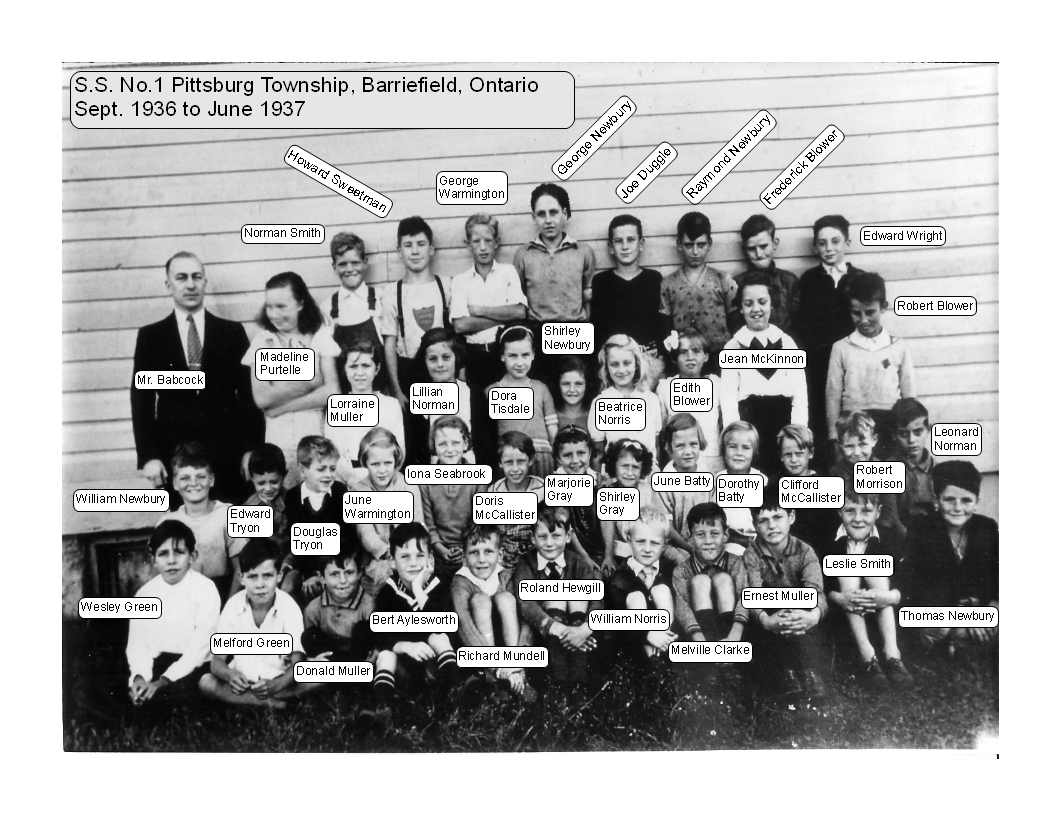 S.S. No.1 Pittsburg Township, Barriefield, Ontario
Sept. 1936 to June 1937
Howard Sweetman
George
Warmington
George Newbury
Joe Duggle
Raymond Newbury
Frederick Blower
Norman Smith
Edward Wright
Robert Blower
Mr. Babcock
Madeline
Purtelle
Lorraine
Muller
Lillian
Norman
Dora
Tisdale
Shirley
Newbury
Beatrice
Norris
Edith
Blower
Jean McKinnon
Leonard
Norman
William Newbury
Edward
Tryon
Douglas
Tryon
June
Warmington
Iona Seabrook
Doris
McCallister
Marjorie
Gray
Shirley
Gray
June Batty
Dorothy
Batty
Clifford
McCallister
Robert
Morrison
Wesley Green
Melford Green
Donald Muller
Bert Aylesworth
Richard Mundell
Roland Hewgill
William Norris
Melville Clarke
Ernest Muller
Leslie Smith
Thomas Newbury